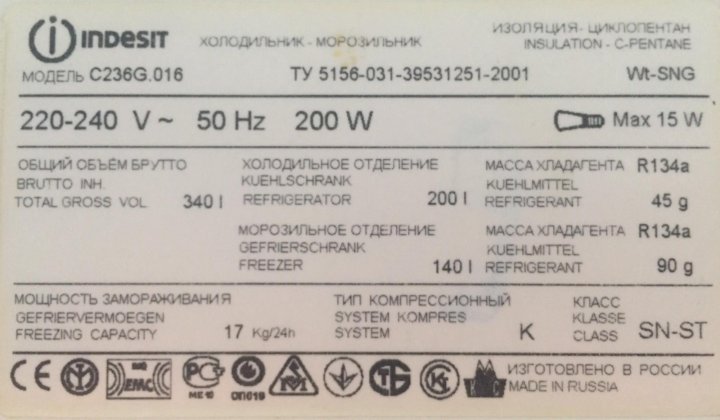 INDESIT
ХОЛОДИЛЬНИК - МОРОЗИЛЬНИК
ИЗОЛЯЦИЯ- ЦИКЛОПЕНТАН
INSULATION - C-PENTANE
МОДЕЛЬ C236G.016
ТУ 5156-031-39531251-2001
Wt-SNG
220-240 V ~ 50 Hz 200 W
Max 15 W
ОБЩИЙ ОБЪЁМ БРУТТО
BRUTTO INH.
TOTAL GROSS VOL 340 l
ХОЛОДИЛЬНОЕ ОТДЕЛЕНИЕ
KUEHLSCHRANK
REFRIGERATOR 200 l
МАССА ХЛАДАГЕНТА R134a
KUEHLMITTEL
REFRIGERANT 45 g
МОРОЗИЛЬНОЕ ОТДЕЛЕНИЕ
GEFRIERSCHRANK
FREEZER 140 l
МАССА ХЛАДАГЕНТА R134a
KUEHLMITTEL
REFRIGERANT 90 g
МОЩНОСТЬ ЗАМОРАЖИВАНИЯ
GEFRIERVERMOEGEN
FREEZING CAPACITY 17 Kg/24h
ТИП КОМПРЕССИОННЫЙ
SYSTEM KOMPRES
SYSTEM K
КЛАСС
KLASSE
CLASS SN-ST
CE
EMC
МЕ10
ОП019
ИЗГОТОВЛЕНО В РОССИИ
MADE IN RUSSIA